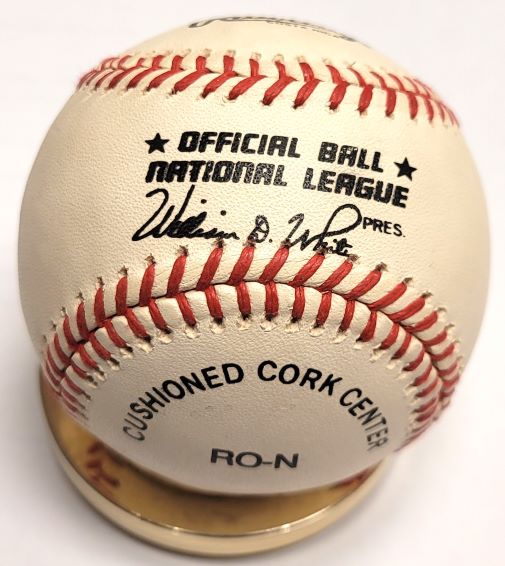 ★ OFFICIAL BALL ★
NATIONAL LEAGUE
William D. White PRES.
CUSHIONED CORK CENTER
RO-N